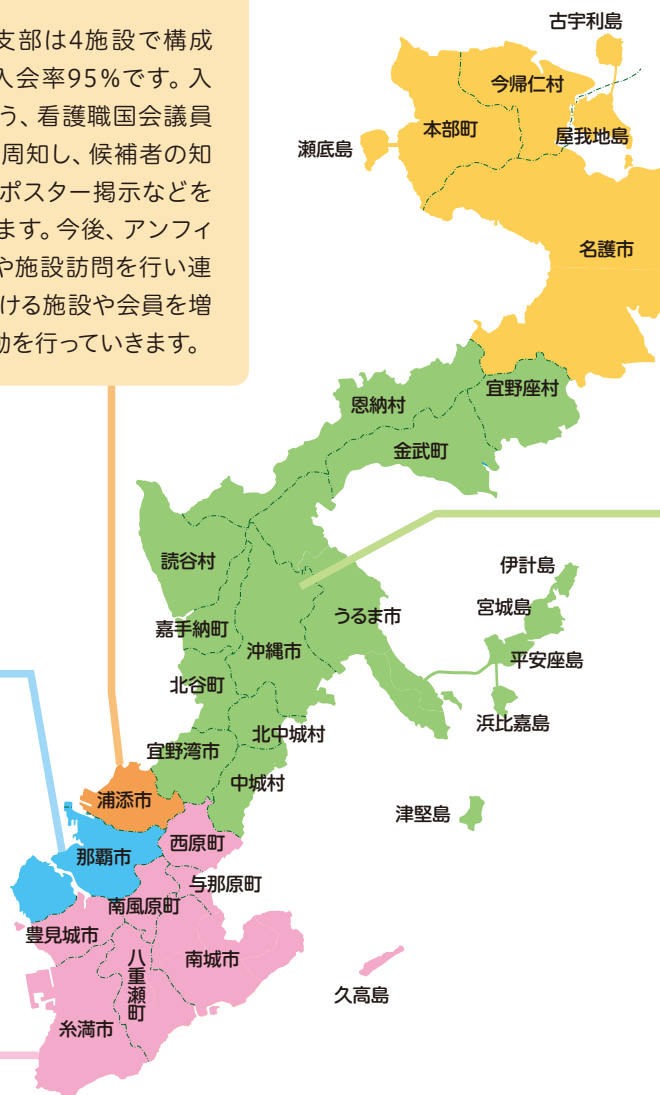 支部は4施設で構成
入会率95%です。入
う、看護職国会議員
周知し、候補者の知
ポスター掲示などを
ます。今後、アンフィ
や施設訪問を行い連
ける施設や会員を増
動を行っていきます。
古宇利島
今帰仁村
本部町
屋我地島
瀬底島
名護市
宜野座村
恩納村
金武町
読谷村
伊計島
宮城島
うるま市
嘉手納町
沖縄市
平安座島
北谷町
浜比嘉島
北中城村
宜野湾市
中城村
浦添市
津堅島
西原町
那覇市
与那原町
南風原町
豊見城市
八重瀬町
南城市
久高島
糸満市